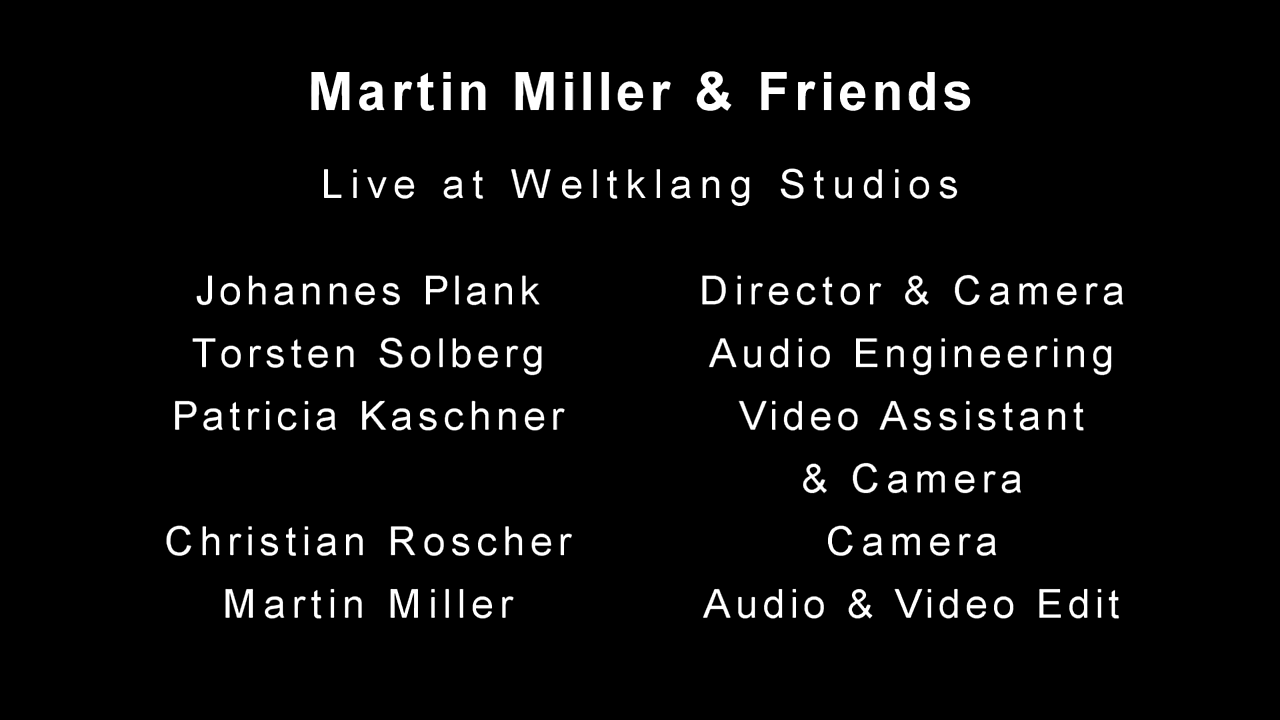 Martin Miller & Friends
Live at Weltklang Studios
Johannes Plank Director & Camera
Torsten Solberg Audio Engineering
Patricia Kaschner Video Assistant
& Camera
Christian Roscher Camera
Martin Miller Audio & Video Edit